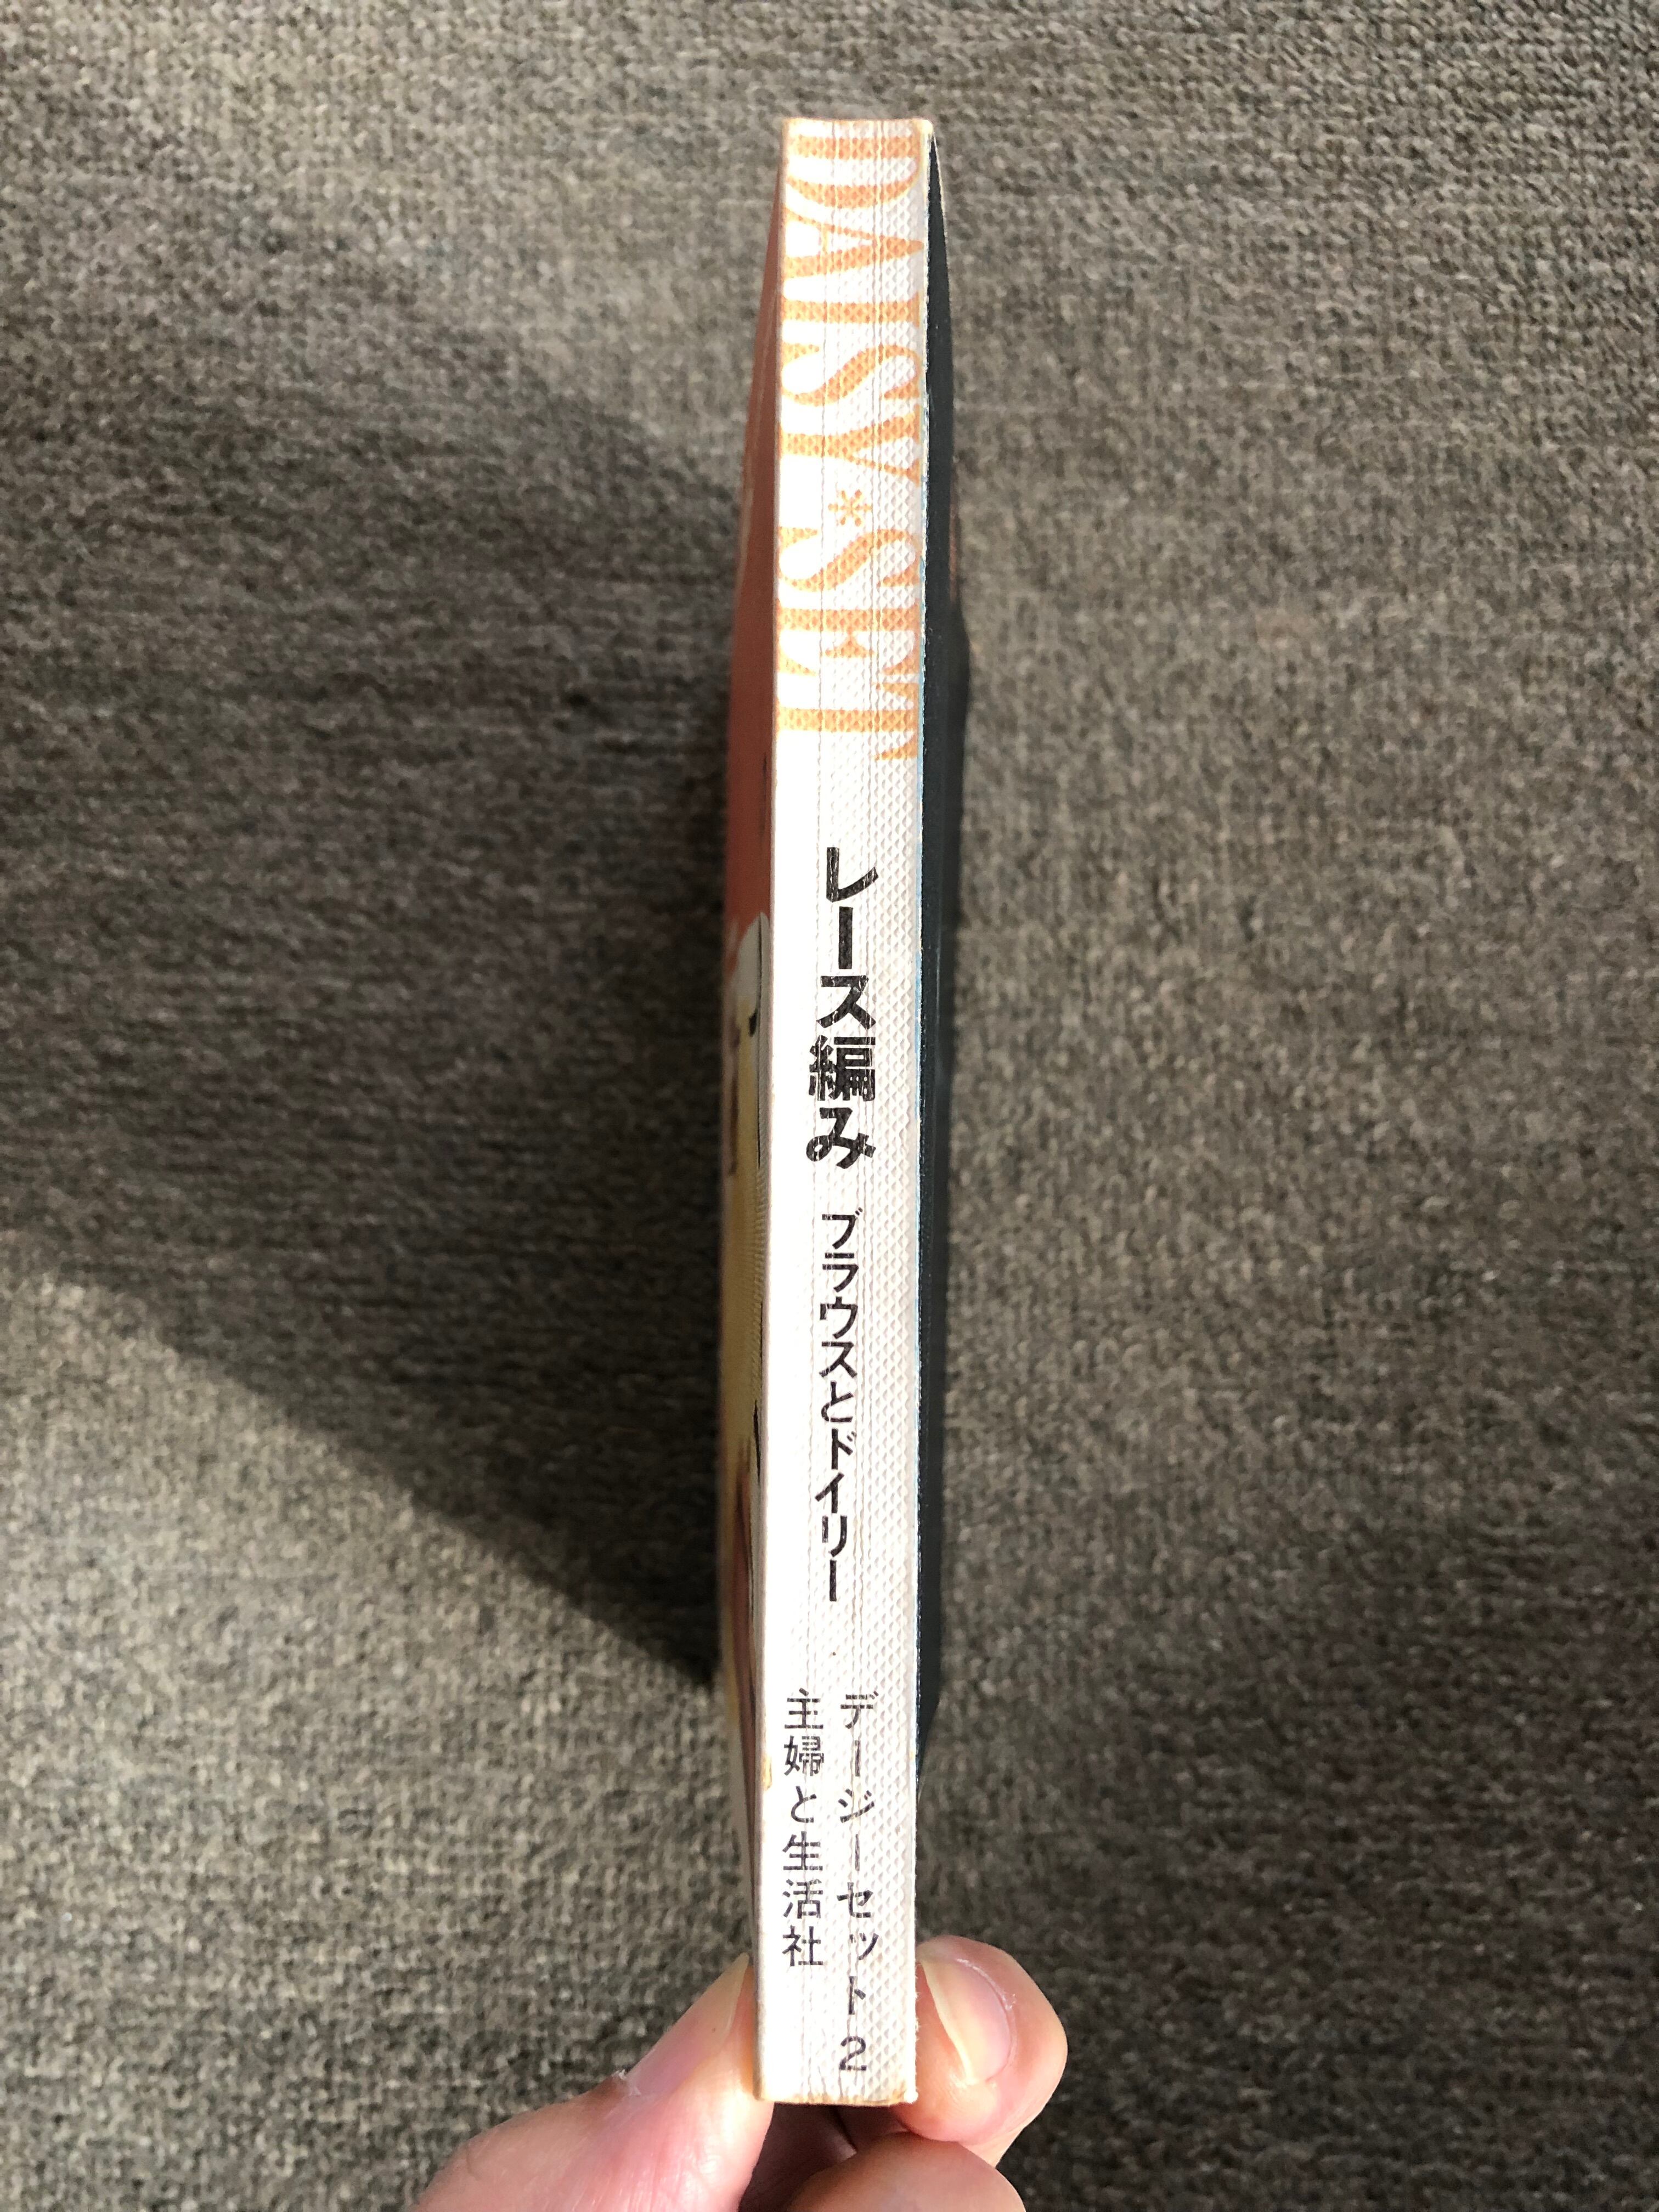 DAISY*SET
レース編み
ブラウスとドイリー
デージーセット2
主婦と生活社